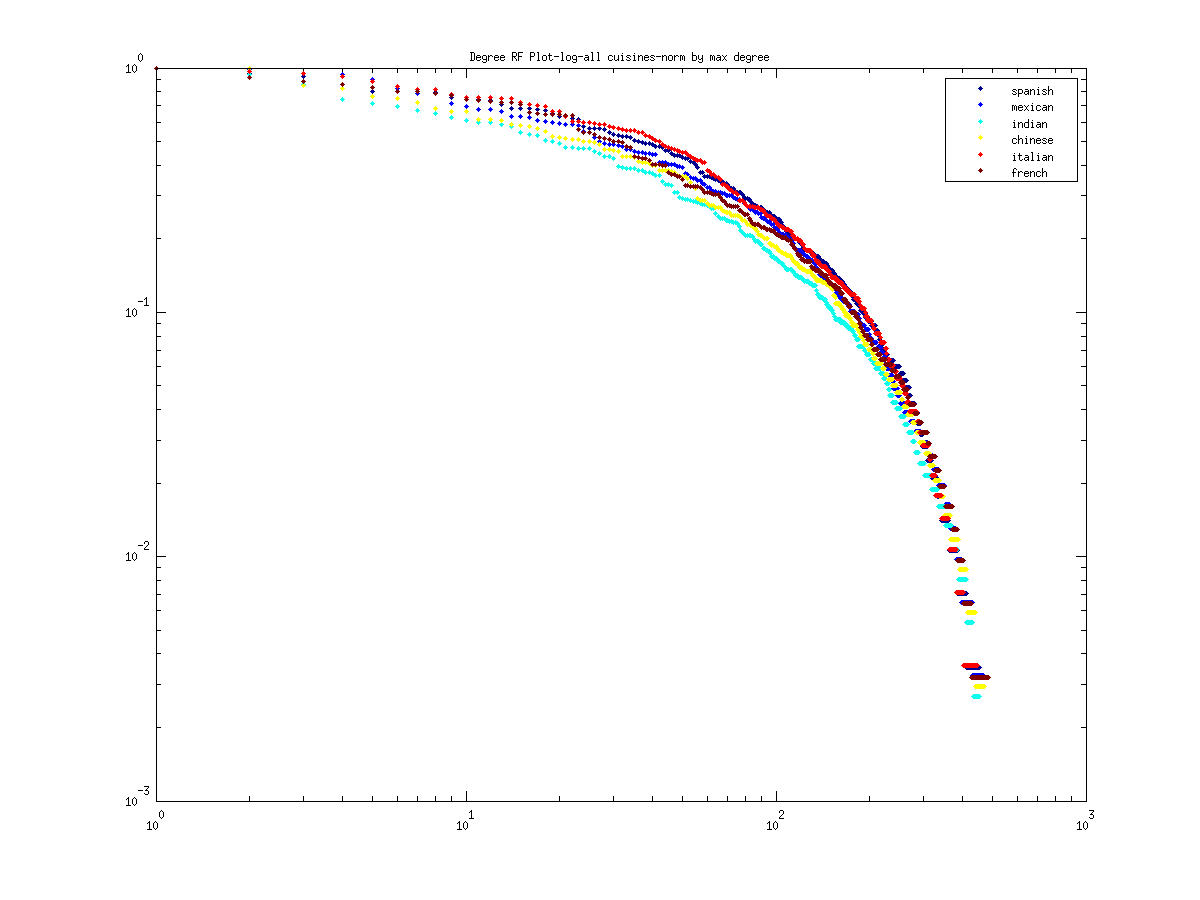 Degree RF Plot-log-all cuisines-norm by max degree
10^0
spanish
mexican
indian
chinese
italian
french
10^-1
10^-2
10^-3
10^0 10^1 10^2 10^3